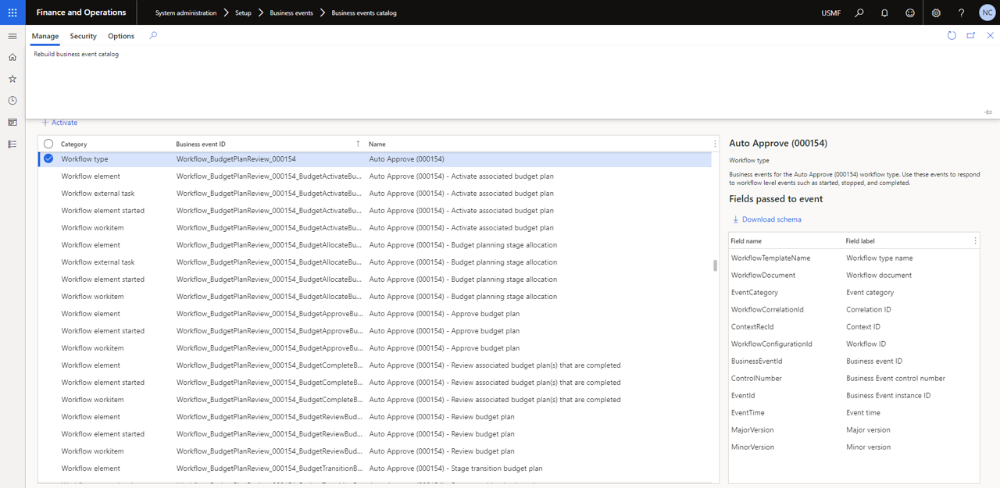 Finance and Operations
System administration > Setup > Business events > Business events catalog
USMF
?
NC
Manage Security Options
Rebuild business event catalog
+ Activate
Category Business event ID ↑ Name
Workflow type Workflow_BudgetPlanReview_000154 Auto Approve (000154)
Workflow element Workflow_BudgetPlanReview_000154_BudgetActivateBu... Auto Approve (000154) - Activate associated budget plan
Workflow external task Workflow_BudgetPlanReview_000154_BudgetActivateBu... Auto Approve (000154) - Activate associated budget plan
Workflow element started Workflow_BudgetPlanReview_000154_BudgetActivateBu... Auto Approve (000154) - Activate associated budget plan
Workflow workitem Workflow_BudgetPlanReview_000154_BudgetActivateBu... Auto Approve (000154) - Activate associated budget plan
Workflow element Workflow_BudgetPlanReview_000154_BudgetAllocateBu... Auto Approve (000154) - Budget planning stage allocation
Workflow external task Workflow_BudgetPlanReview_000154_BudgetAllocateBu... Auto Approve (000154) - Budget planning stage allocation
Workflow element started Workflow_BudgetPlanReview_000154_BudgetAllocateBu... Auto Approve (000154) - Budget planning stage allocation
Workflow workitem Workflow_BudgetPlanReview_000154_BudgetAllocateBu... Auto Approve (000154) - Budget planning stage allocation
Workflow element Workflow_BudgetPlanReview_000154_BudgetApproveBu... Auto Approve (000154) - Approve budget plan
Workflow element started Workflow_BudgetPlanReview_000154_BudgetApproveBu... Auto Approve (000154) - Approve budget plan
Workflow workitem Workflow_BudgetPlanReview_000154_BudgetApproveBu... Auto Approve (000154) - Approve budget plan
Workflow element Workflow_BudgetPlanReview_000154_BudgetCompleteB... Auto Approve (000154) - Review associated budget plan(s) that are completed
Workflow element started Workflow_BudgetPlanReview_000154_BudgetCompleteB... Auto Approve (000154) - Review associated budget plan(s) that are completed
Workflow workitem Workflow_BudgetPlanReview_000154_BudgetCompleteB... Auto Approve (000154) - Review associated budget plan(s) that are completed
Workflow element Workflow_BudgetPlanReview_000154_BudgetReviewBud... Auto Approve (000154) - Review budget plan
Workflow element started Workflow_BudgetPlanReview_000154_BudgetReviewBud... Auto Approve (000154) - Review budget plan
Workflow workitem Workflow_BudgetPlanReview_000154_BudgetReviewBud... Auto Approve (000154) - Review budget plan
Workflow element Workflow_BudgetPlanReview_000154_BudgetTransitionB... Auto Approve (000154) - Stage transition budget plan
Auto Approve (000154)
Workflow type
Business events for the Auto Approve (000154) workflow type. Use these events to respond
to workflow level events such as started, stopped, and completed.
Fields passed to event
Download schema
Field name Field label
WorkflowTemplateName Workflow type name
WorkflowDocument Workflow document
EventCategory Event category
WorkflowCorrelationId Correlation ID
ContextRecId Context ID
WorkflowConfigurationId Workflow ID
BusinessEventId Business event ID
ControlNumber Business Event control number
EventId Business Event instance ID
EventTime Event time
MajorVersion Major version
MinorVersion Minor version